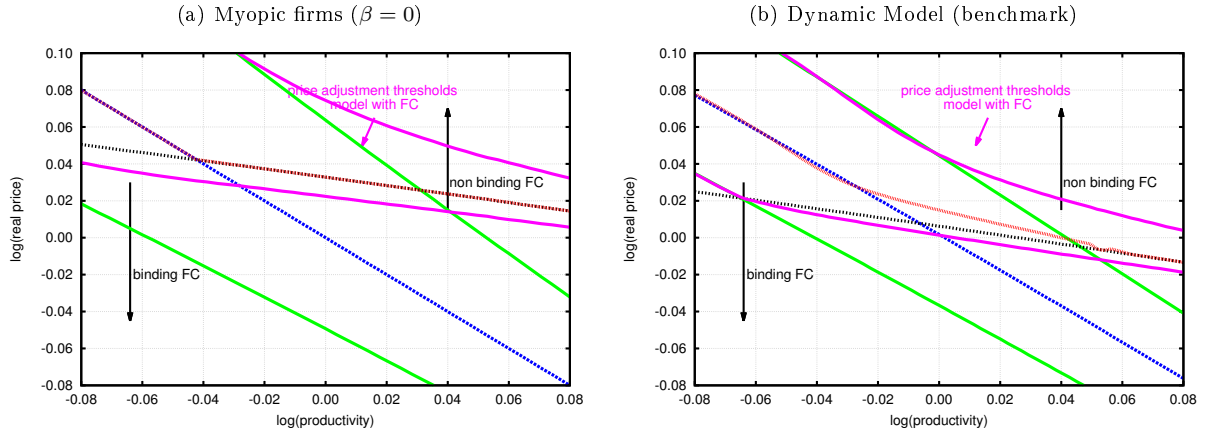 (a) Myopic firms (β = 0)
0.10
0.08
0.06
0.04
0.02
0.00
-0.02
-0.04
-0.06
-0.08
-0.08
-0.06
-0.04
-0.02
0.00
0.02
0.04
0.06
0.08
log(real price)
log(productivity)
price adjustment thresholds
model with FC
non binding FC
binding FC
(b) Dynamic Model (benchmark)
0.10
0.08
0.06
0.04
0.02
0.00
-0.02
-0.04
-0.06
-0.08
-0.08
-0.06
-0.04
-0.02
0.00
0.02
0.04
0.06
0.08
log(real price)
log(productivity)
price adjustment thresholds
model with FC
non binding FC
binding FC